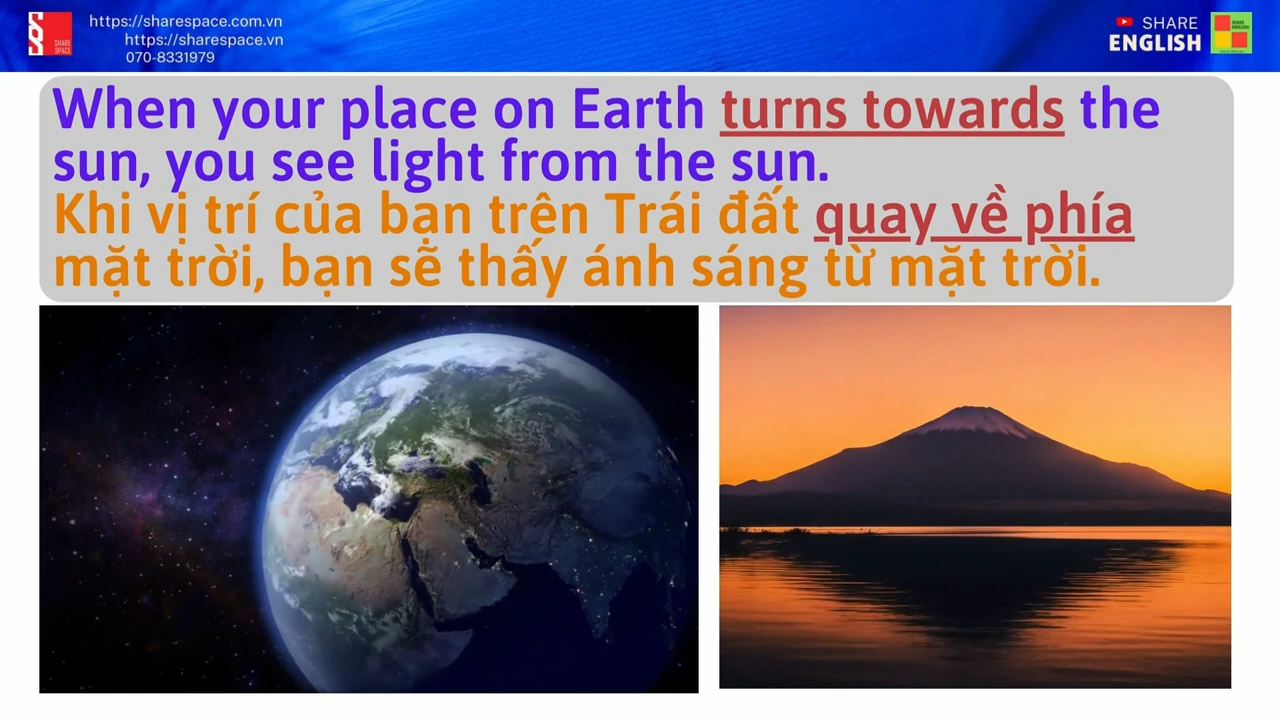 https://sharespace.com.vn
https://sharespace.vn
070-8331979
SHARE
SPACE
SHARE
ENGLISH
When your place on Earth turns towards the
sun, you see light from the sun.
Khi vị trí của bạn trên Trái đất quay về phía
mặt trời, bạn sẽ thấy ánh sáng từ mặt trời.